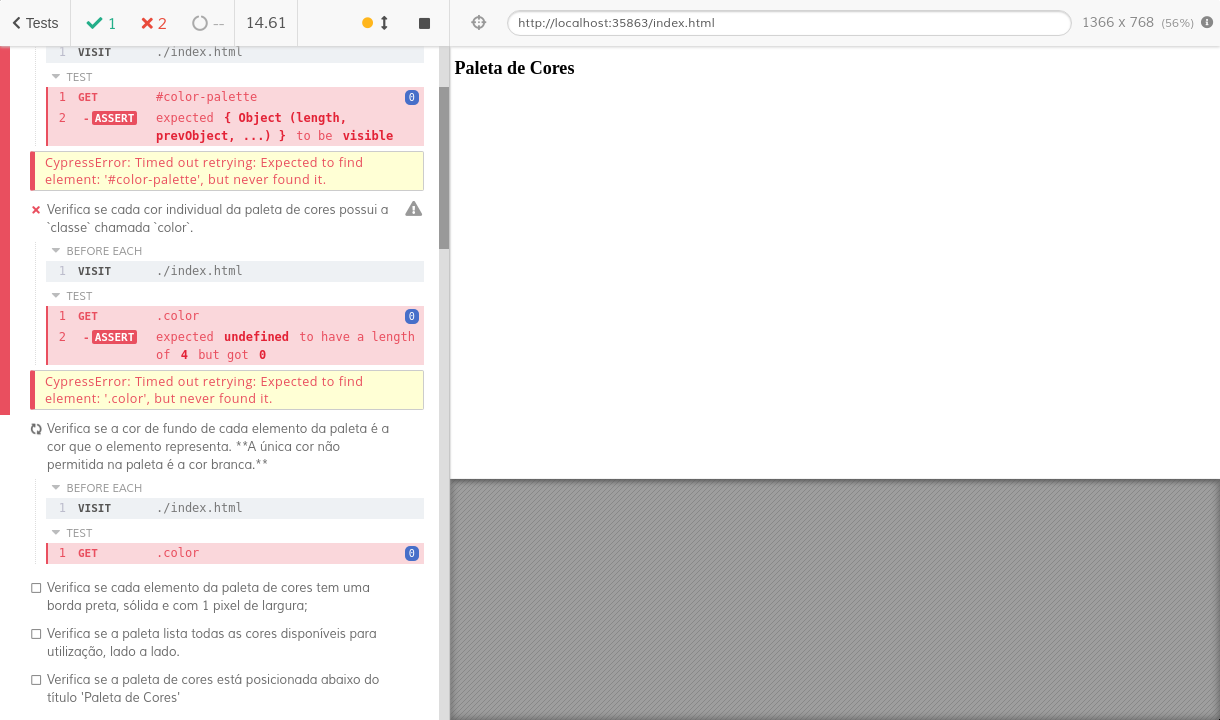 Tests 1 2 -- 14.61 http://localhost:35863/index.html 1366 x 768 (56%)
1 VISIT ./index.html
TEST
1 GET #color-palette 0
2 - ASSERT expected { Object (length,
prevObject, ...) } to be visible
CypressError: Timed out retrying: Expected to find
element: '#color-palette', but never found it.
Verifica se cada cor individual da paleta de cores possui a
`classe` chamada `color`.
BEFORE EACH
1 VISIT ./index.html
TEST
1 GET .color 0
2 - ASSERT expected undefined to have a length
of 4 but got 0
CypressError: Timed out retrying: Expected to find
element: '.color', but never found it.
Verifica se a cor de fundo de cada elemento da paleta é a
cor que o elemento representa. **A única cor não
permitida na paleta é a cor branca.**
BEFORE EACH
1 VISIT ./index.html
TEST
1 GET .color 0
Verifica se cada elemento da paleta de cores tem uma
borda preta, sólida e com 1 pixel de largura;
Verifica se a paleta lista todas as cores disponíveis para
utilização, lado a lado.
Verifica se a paleta de cores está posicionada abaixo do
título 'Paleta de Cores'
Paleta de Cores